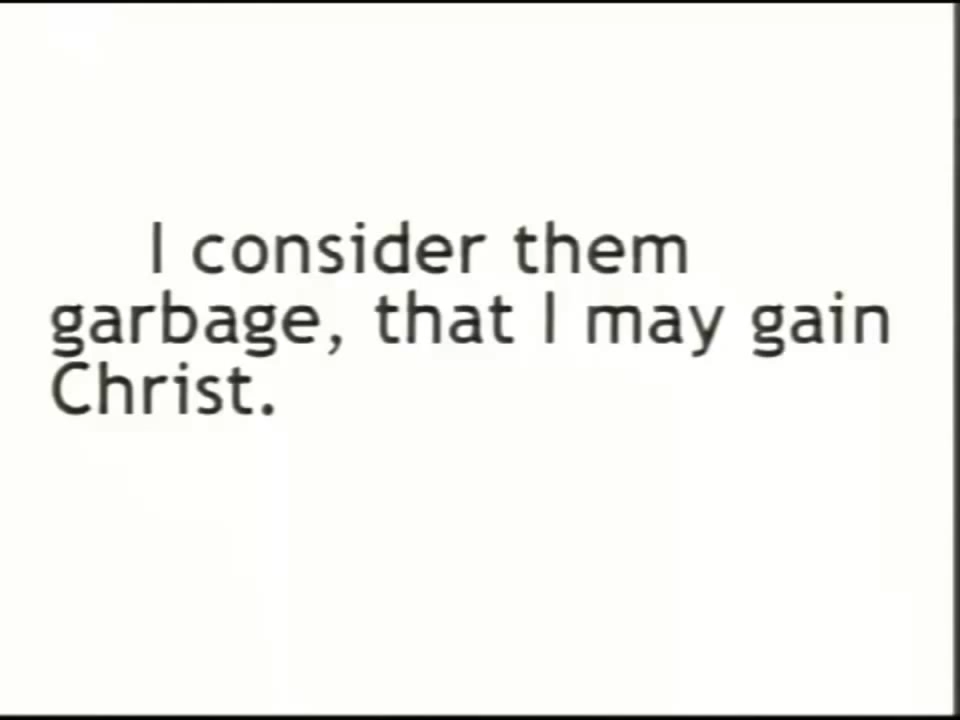 I consider them
garbage, that I may gain
Christ.